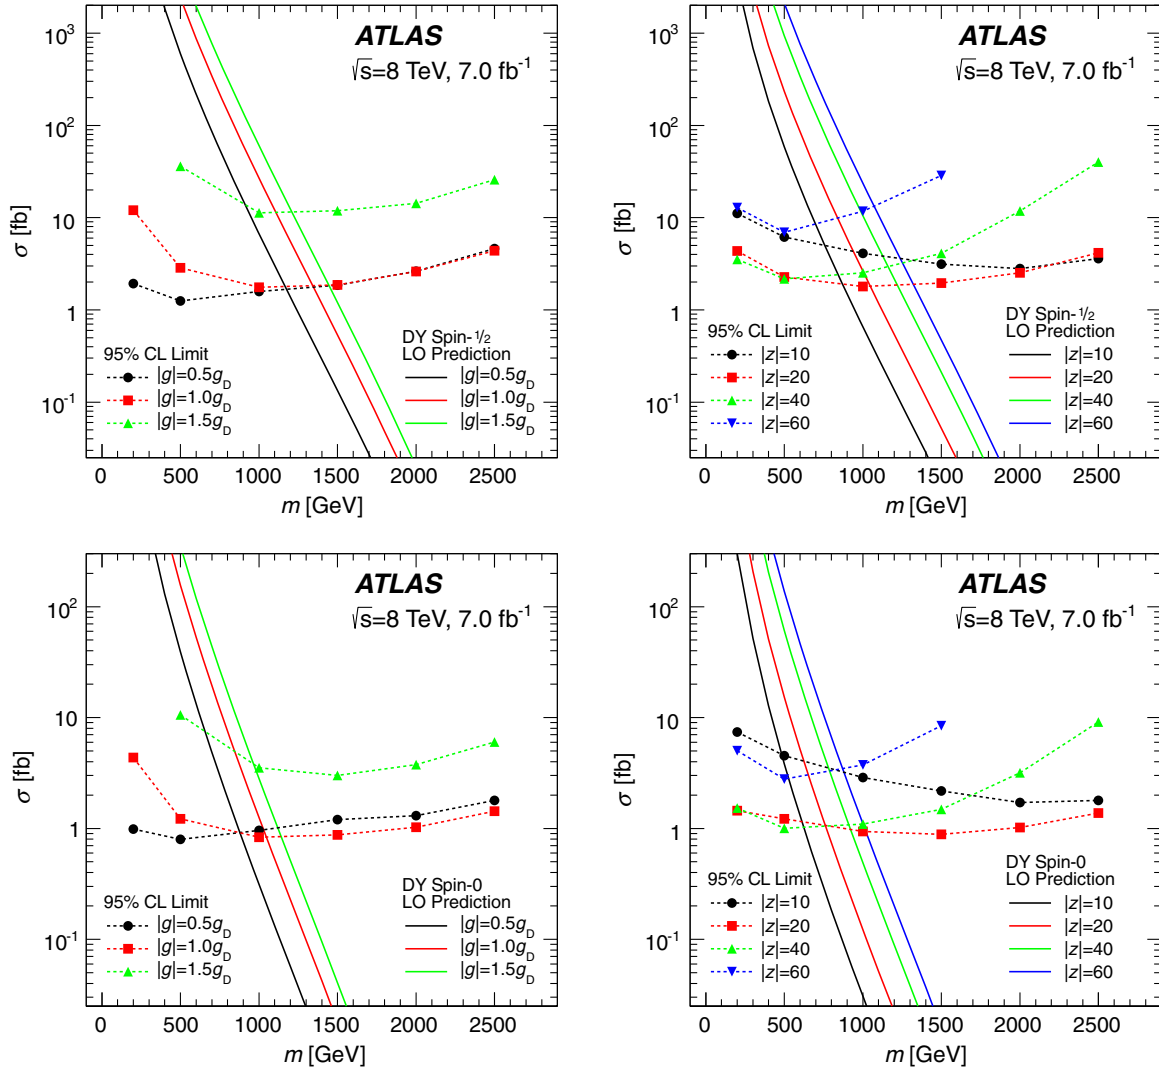 ATLAS
√s=8 TeV, 7.0 fb⁻¹
σ [fb]
10³
10²
10
1
10⁻¹
95% CL Limit
|g|=0.5g_D
|g|=1.0g_D
|g|=1.5g_D
DY Spin-½
LO Prediction
|g|=0.5g_D
|g|=1.0g_D
|g|=1.5g_D
0 500 1000 1500 2000 2500
m [GeV]
ATLAS
√s=8 TeV, 7.0 fb⁻¹
σ [fb]
10³
10²
10
1
10⁻¹
95% CL Limit
|z|=10
|z|=20
|z|=40
|z|=60
DY Spin-½
LO Prediction
|z|=10
|z|=20
|z|=40
|z|=60
0 500 1000 1500 2000 2500
m [GeV]
ATLAS
√s=8 TeV, 7.0 fb⁻¹
σ [fb]
10²
10
1
10⁻¹
95% CL Limit
|g|=0.5g_D
|g|=1.0g_D
|g|=1.5g_D
DY Spin-0
LO Prediction
|g|=0.5g_D
|g|=1.0g_D
|g|=1.5g_D
0 500 1000 1500 2000 2500
m [GeV]
ATLAS
√s=8 TeV, 7.0 fb⁻¹
σ [fb]
10²
10
1
10⁻¹
95% CL Limit
|z|=10
|z|=20
|z|=40
|z|=60
DY Spin-0
LO Prediction
|z|=10
|z|=20
|z|=40
|z|=60
0 500 1000 1500 2000 2500
m [GeV]